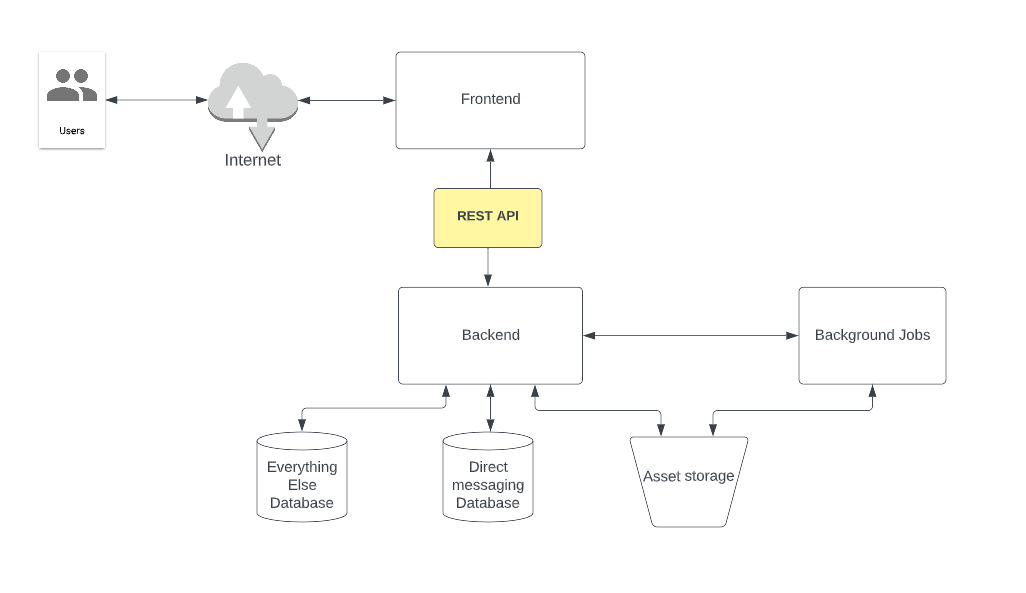 Users
Internet
Frontend
REST API
Backend
Background Jobs
Everything
Else
Database
Direct
messaging
Database
Asset storage